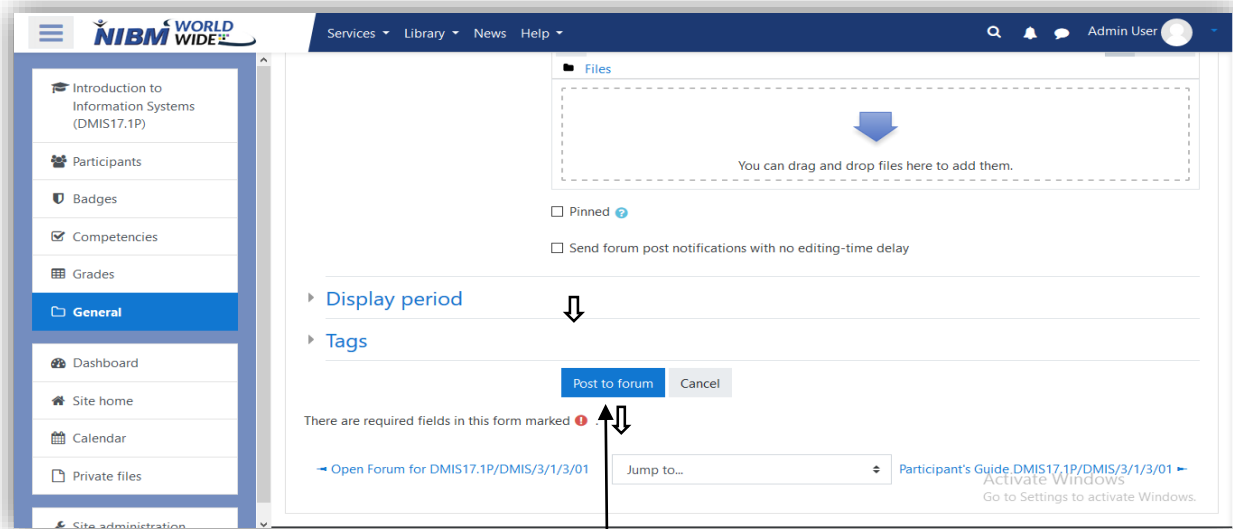 NIBM WORLD WIDE
Services Library News Help
Admin User
Introduction to
Information Systems
(DMIS17.1P)
Participants
Badges
Competencies
Grades
General
Dashboard
Site home
Calendar
Private files
Site administration
Files
You can drag and drop files here to add them.
Pinned
Send forum post notifications with no editing-time delay
Display period
Tags
Post to forum Cancel
There are required fields in this form marked .
Open Forum for DMIS17.1P/DMIS/3/1/3/01
Jump to...
Participant's Guide.DMIS17.1P/DMIS/3/1/3/01
Activate Windows
Go to Settings to activate Windows.